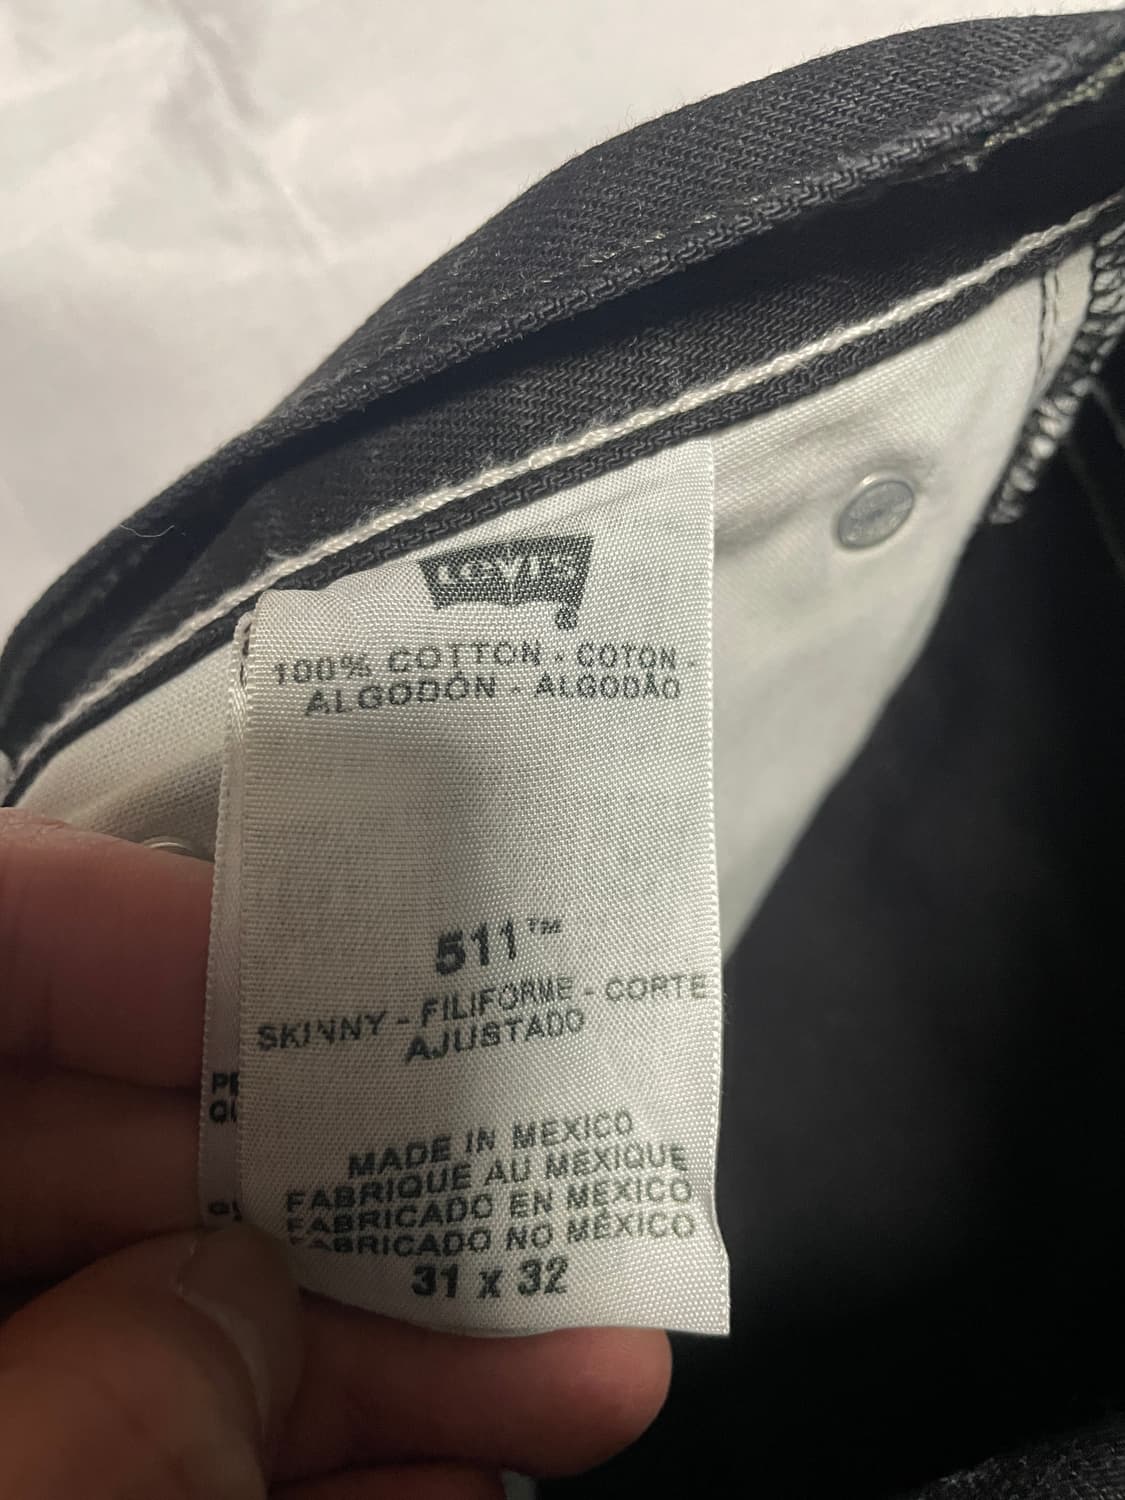 LEVI'S
®
100% COTTON - COTON -
ALGODÓN - ALGODÃO
511™
SKINNY - FILIFORME - CORTE
AJUSTADO
MADE IN MEXICO
FABRIQUE AU MEXIQUE
FABRICADO EN MEXICO
FABRICADO NO MÉXICO
31 x 32